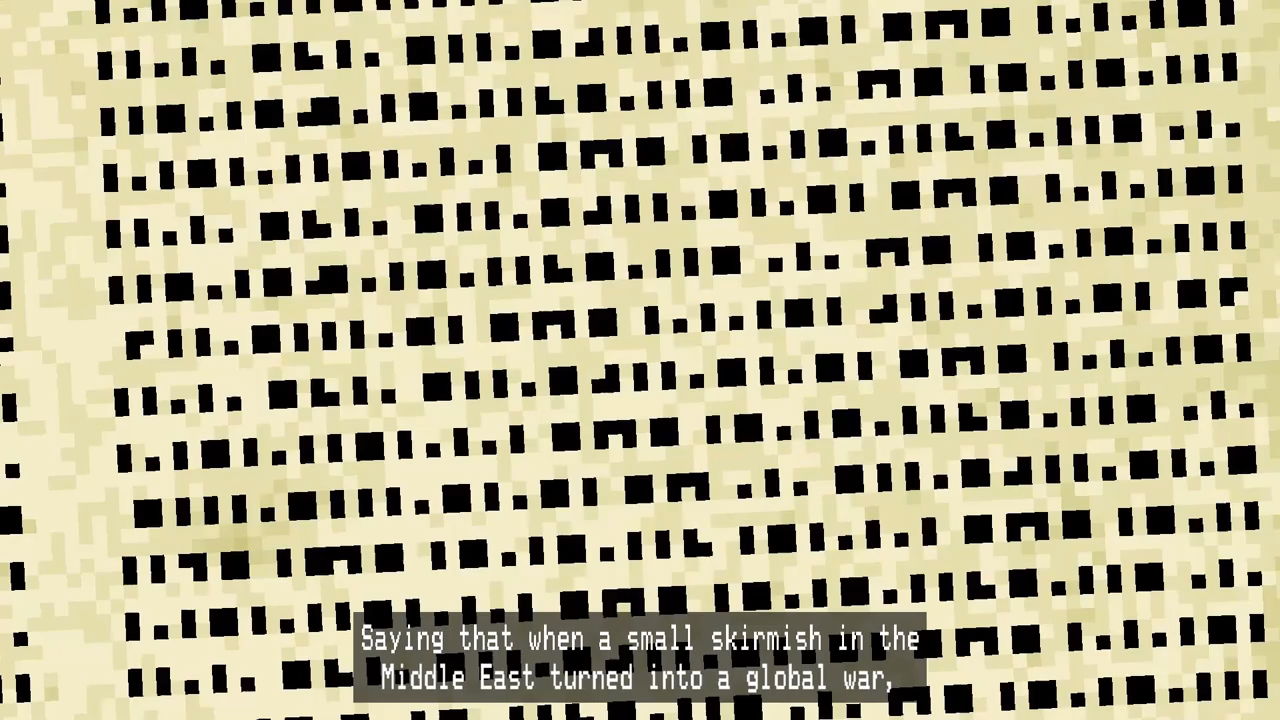 Saying that when a small skirmish in the
Middle East turned into a global war,